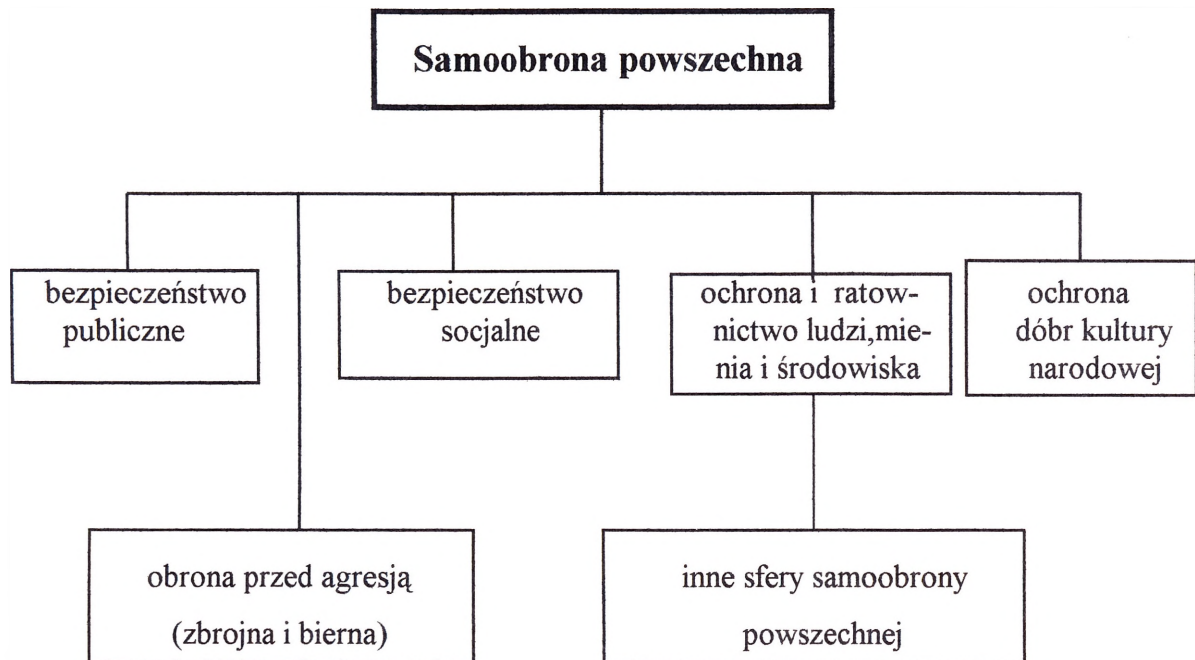 Samoobrona powszechna
bezpieczeństwo
publiczne
bezpieczeństwo
socjalne
ochrona i ratow-
nictwo ludzi,mie-
nia i środowiska
ochrona
dóbr kultury
narodowej
obrona przed agresją
(zbrojna i bierna)
inne sfery samoobrony
powszechnej